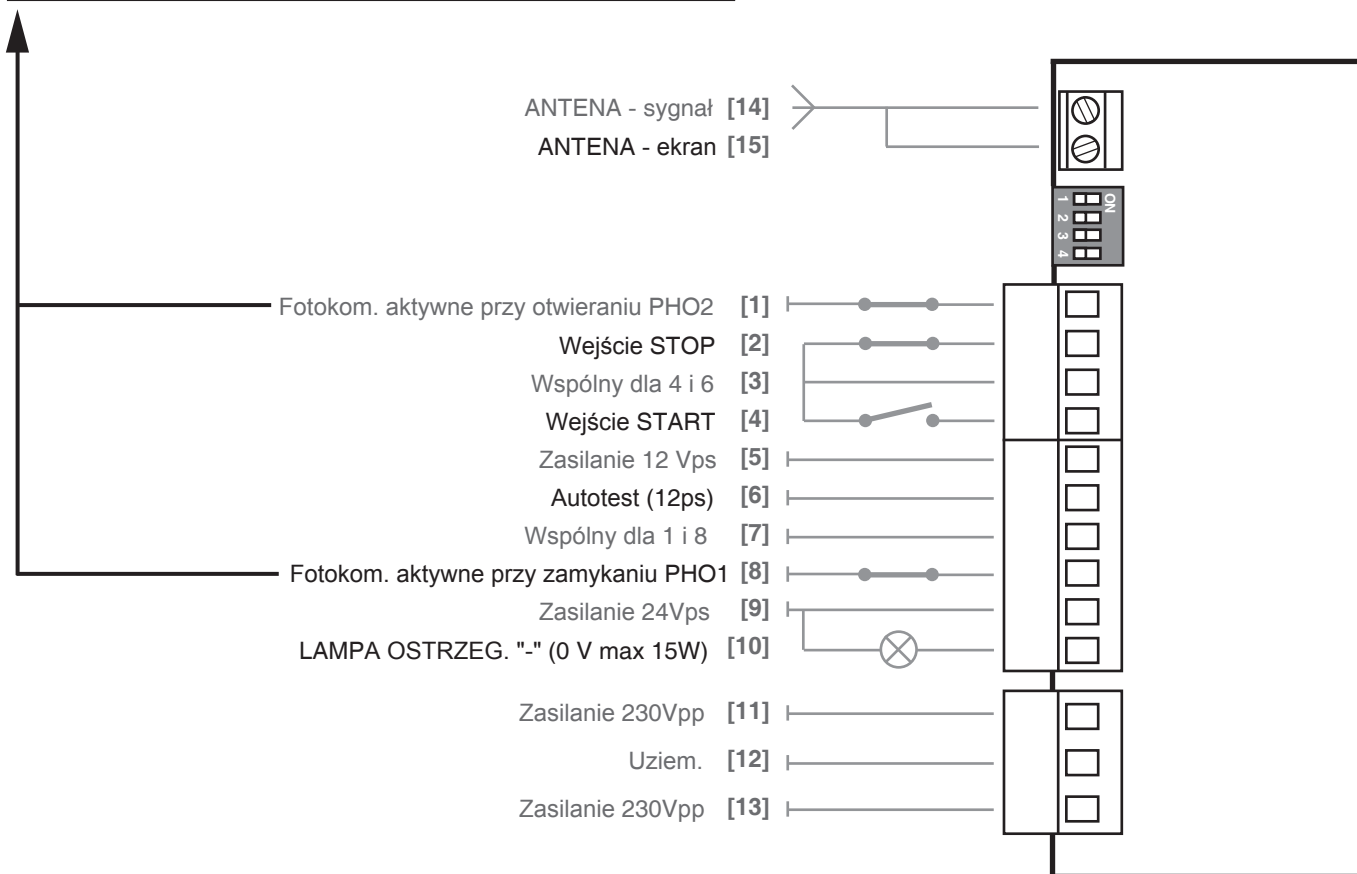 ANTENA - sygnał [14]
ANTENA - ekran [15]
ON
1
2
3
4
Fotokom. aktywne przy otwieraniu PHO2 [1]
Wejście STOP [2]
Wspólny dla 4 i 6 [3]
Wejście START [4]
Zasilanie 12 Vps [5]
Autotest (12ps) [6]
Wspólny dla 1 i 8 [7]
Fotokom. aktywne przy zamykaniu PHO1 [8]
Zasilanie 24Vps [9]
LAMPA OSTRZEG. "-" (0 V max 15W) [10]
Zasilanie 230Vpp [11]
Uziem. [12]
Zasilanie 230Vpp [13]